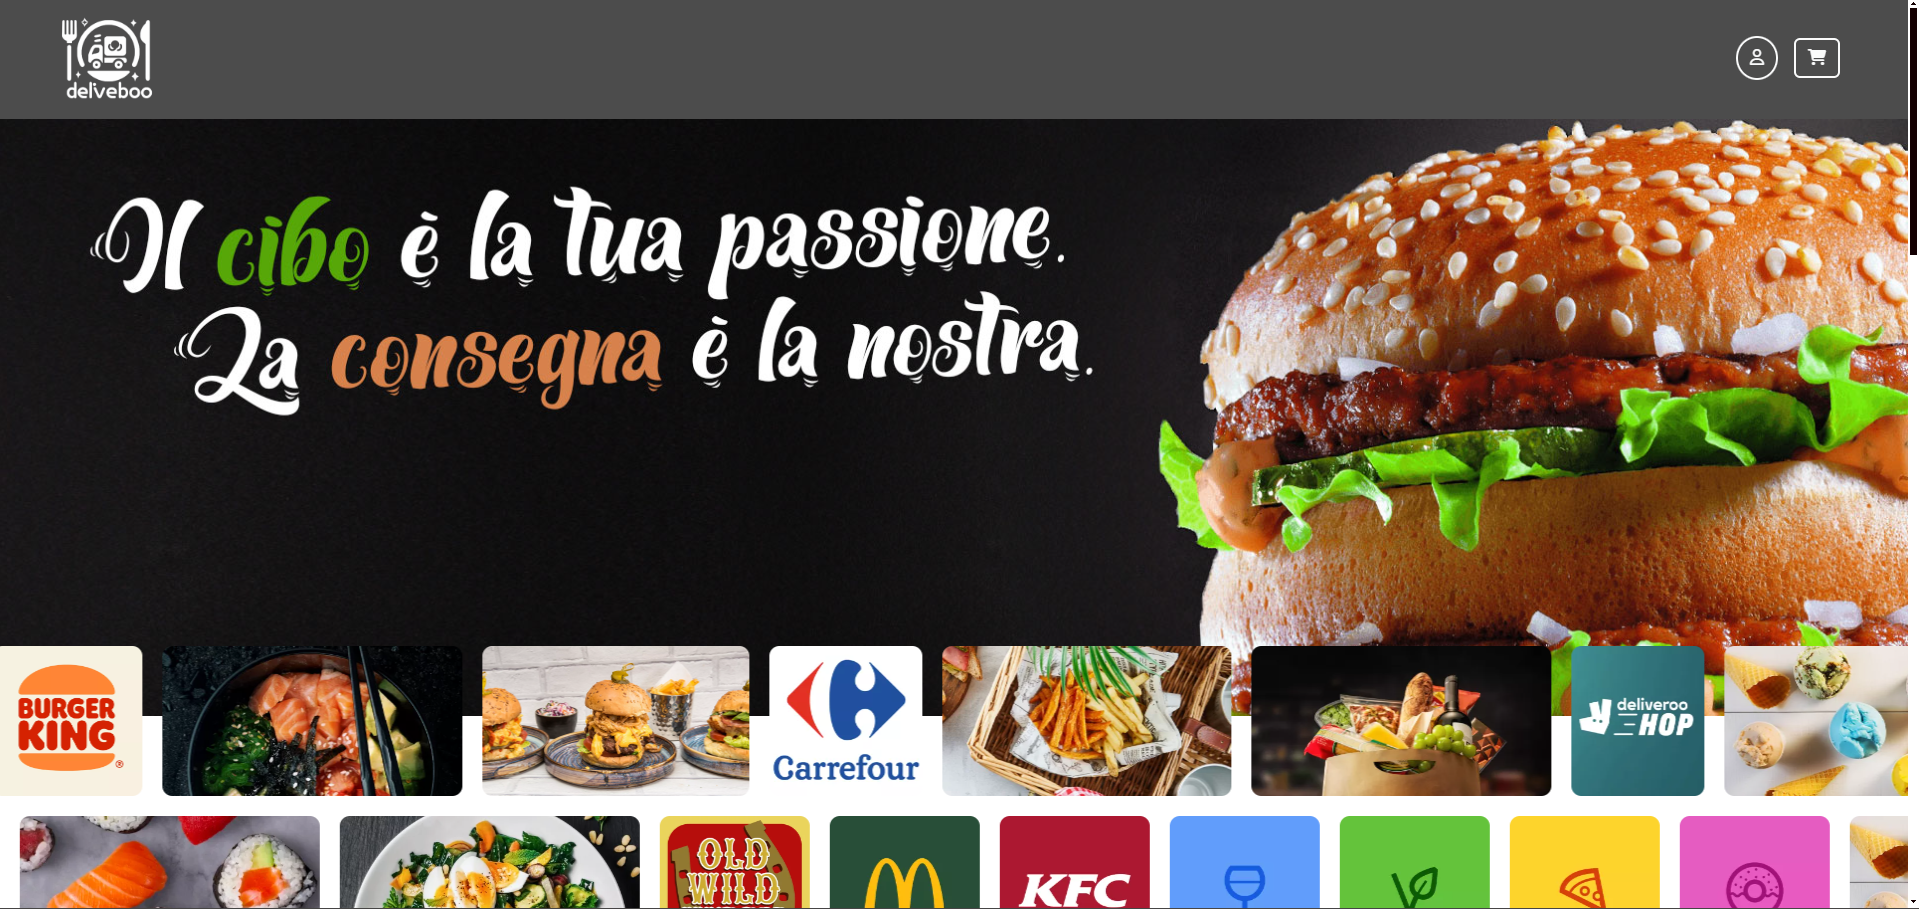 deliveboo
Il cibo è la tua passione.
La consegna è la nostra.
BURGER
KING®
Carrefour
deliveroo
HOP
OLD
WILD
KFC